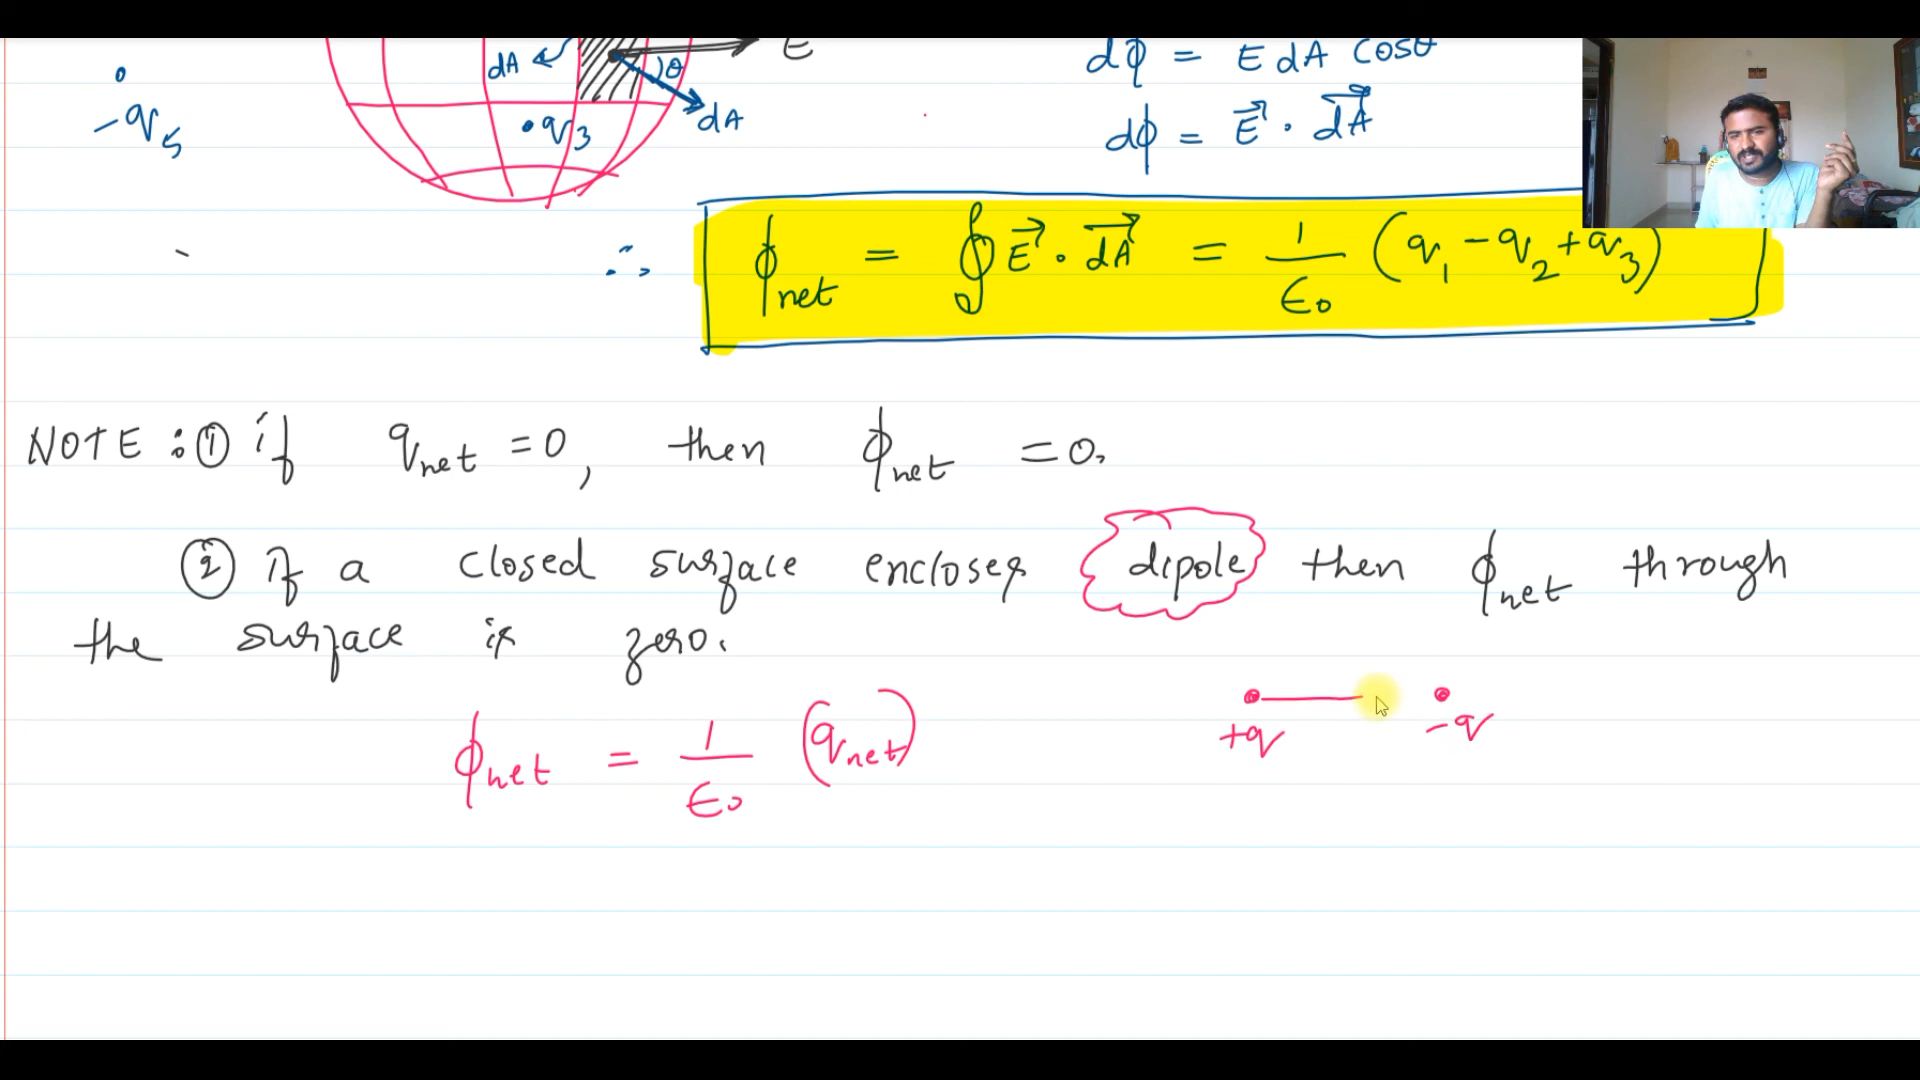 dA E
θ
dA
dφ = E dA cosθ
-q₅
.q₃
dφ = E⃗ . dA⃗
∴ φnet = ∮E⃗ . dA⃗ = 1/ϵ₀ (q₁ - q₂ + q₃)
NOTE : ① if qnet = 0, then φnet = 0.
② if a closed surface encloses dipole then φnet through
the surface is zero.
φnet = 1/ϵ₀ (qnet)
+q -q